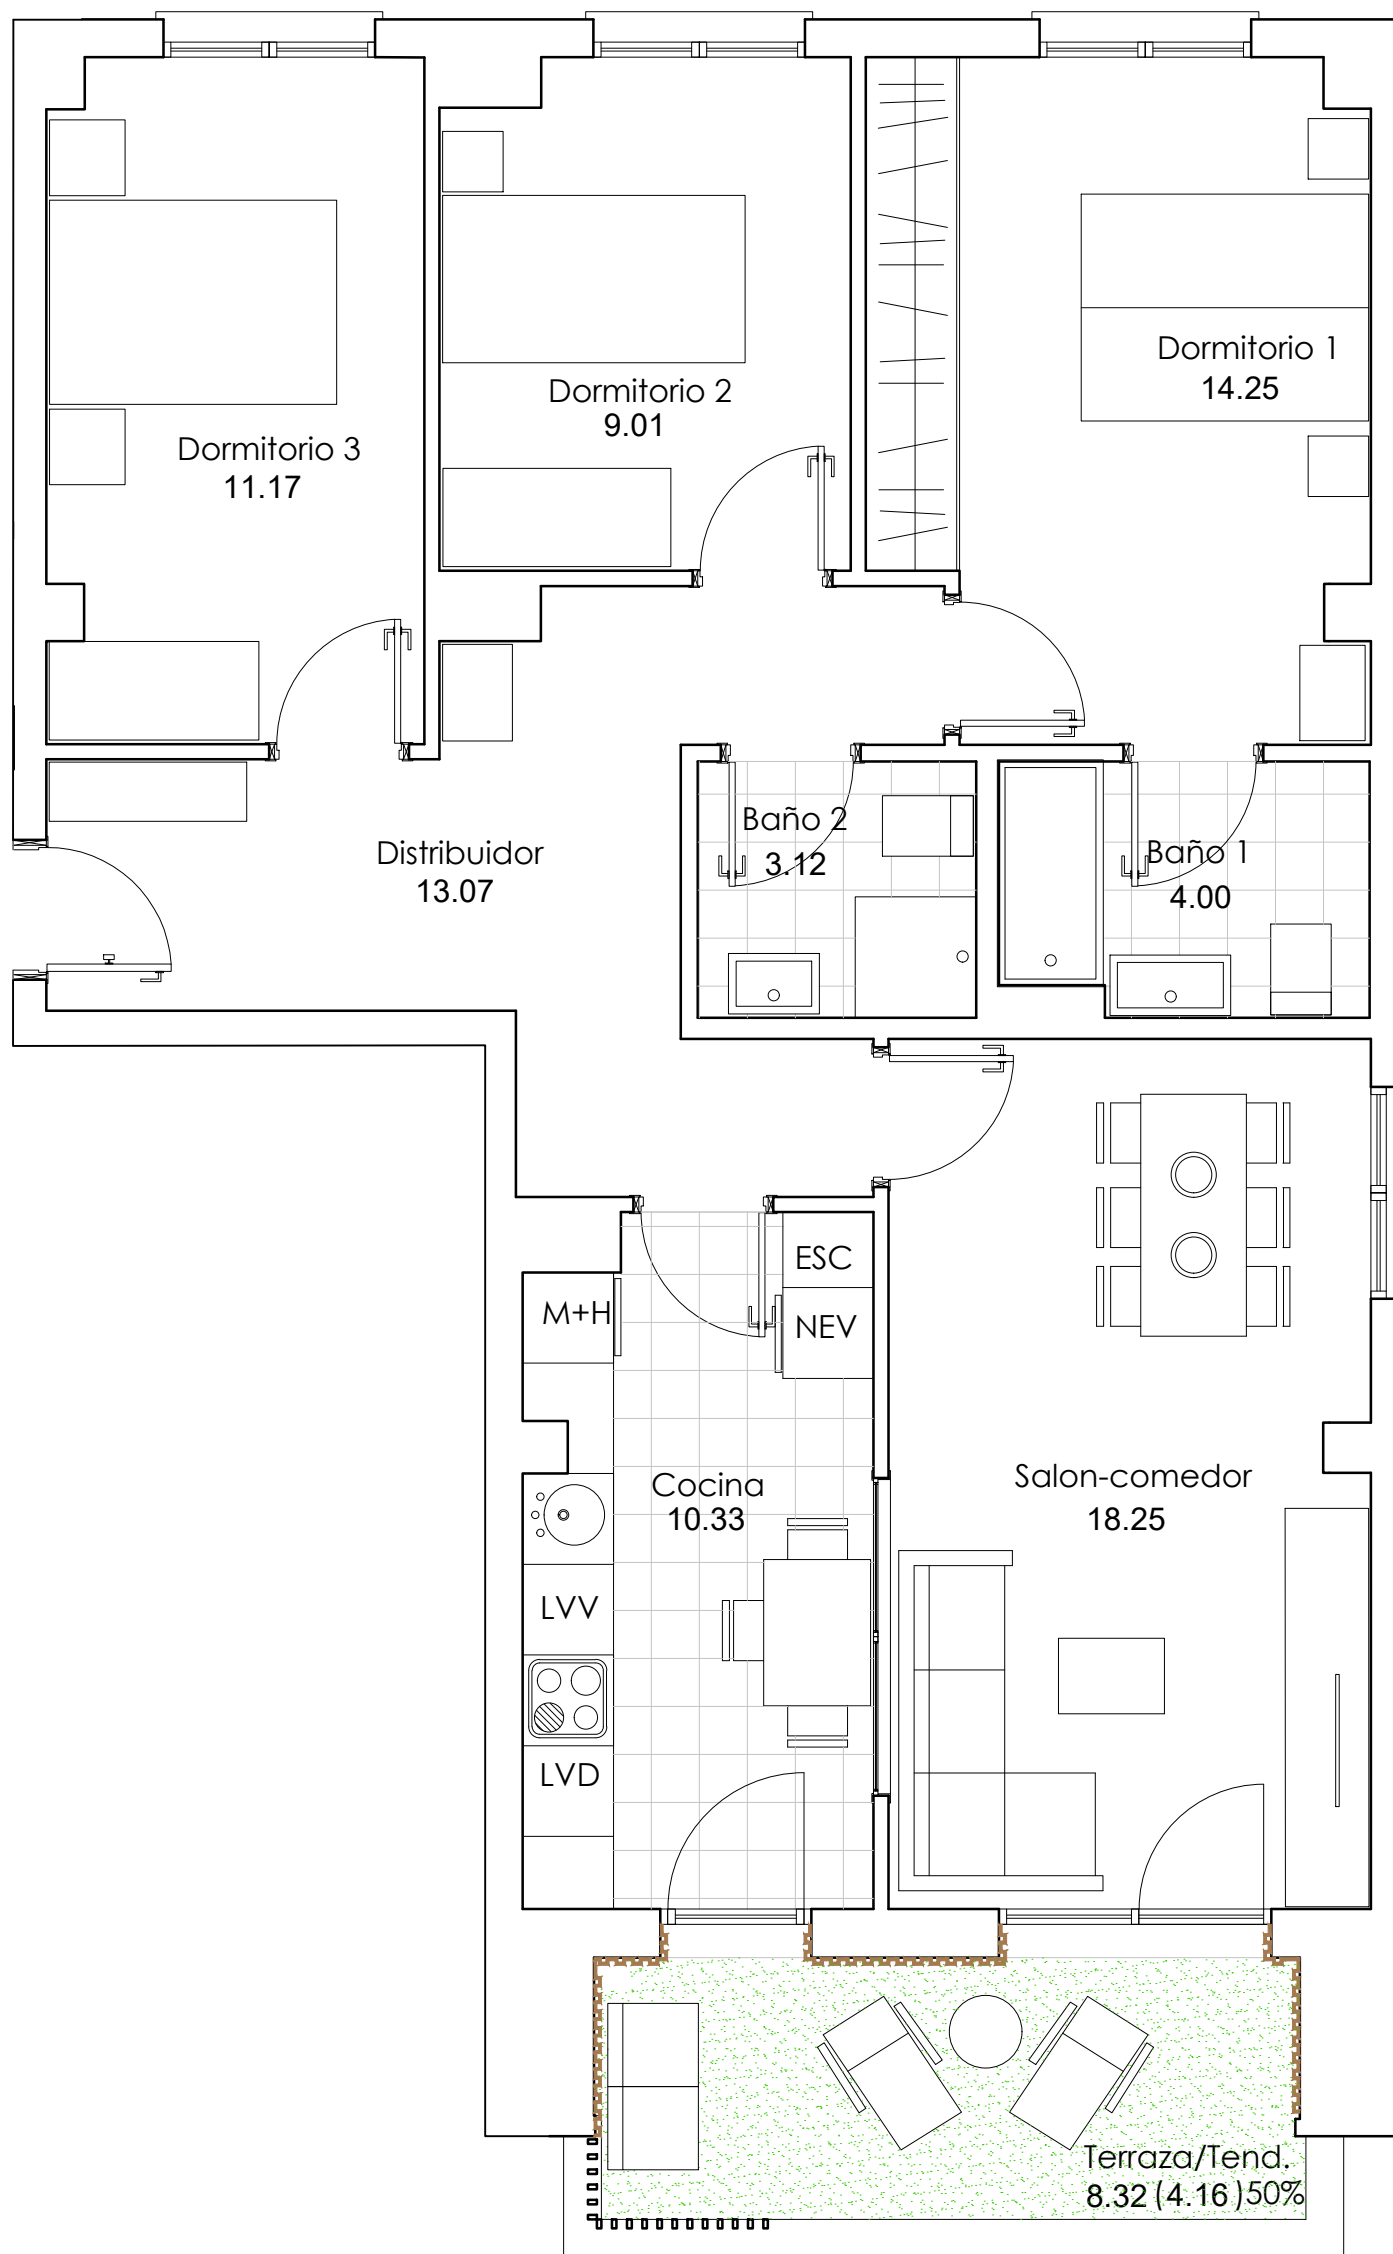 Dormitorio 1
14.25
Dormitorio 2
9.01
Dormitorio 3
11.17
Distribuidor
13.07
Baño 2
3.12
Baño 1
4.00
ESC
M+H
NEV
Cocina
10.33
Salon-comedor
18.25
LVV
LVD
Terraza/Tend.
8.32 (4.16 )50%